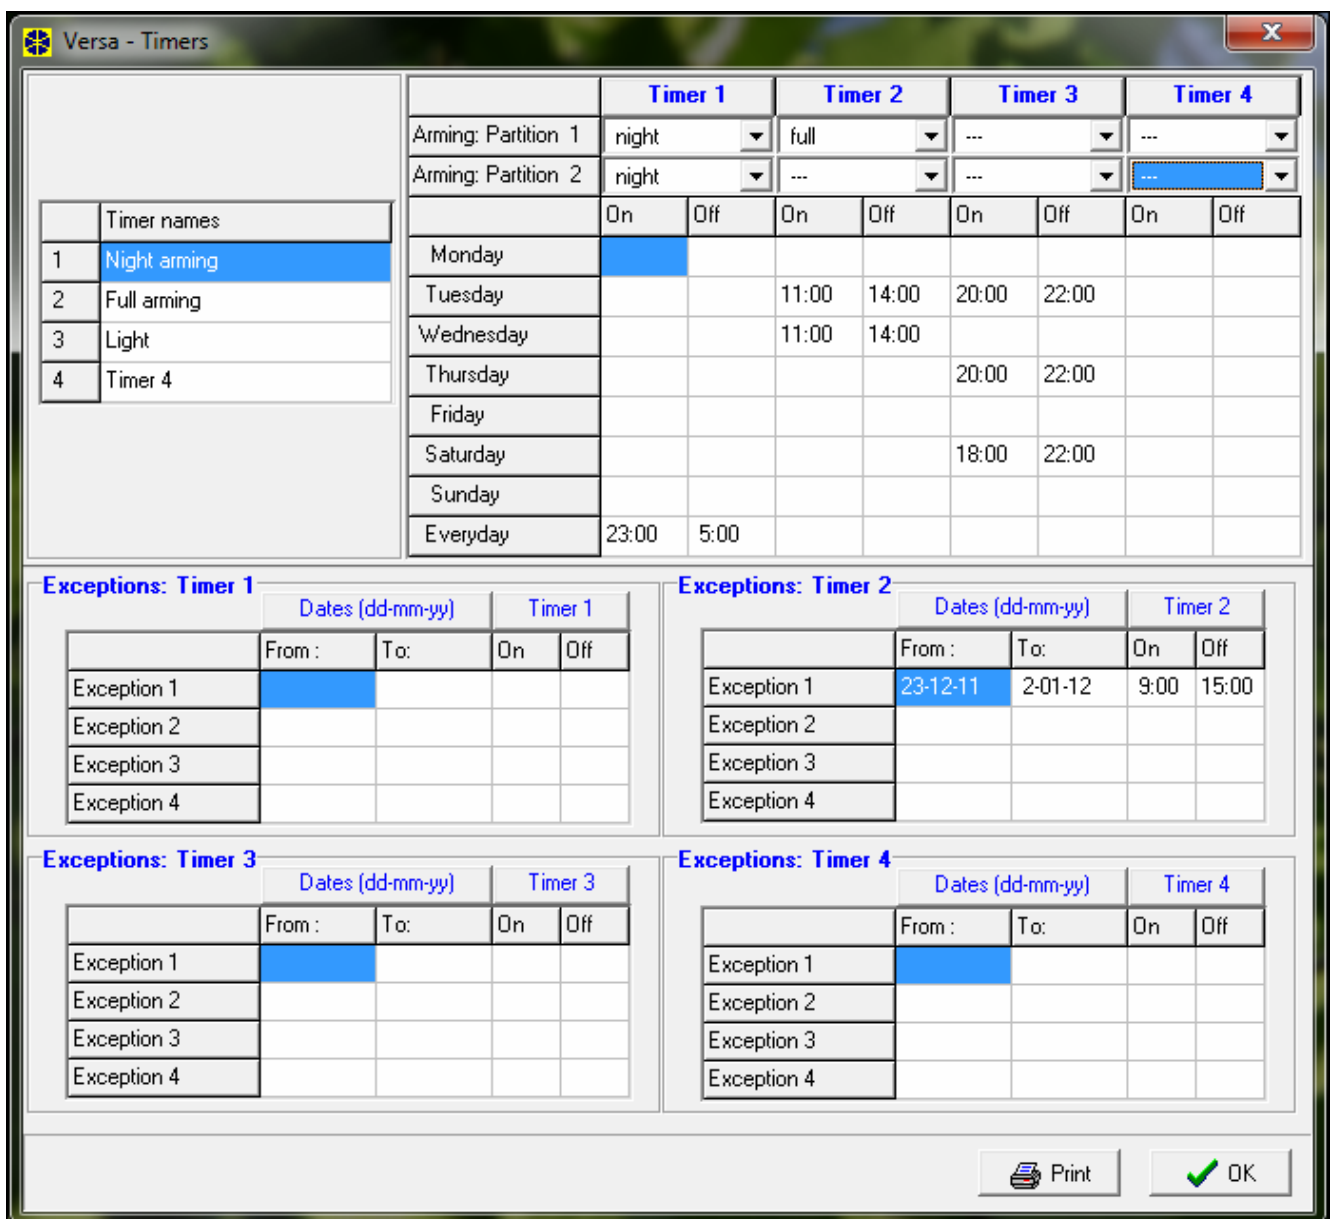 Versa - Timers
Timer 1 Timer 2 Timer 3 Timer 4
Arming: Partition 1 night full --- ---
Arming: Partition 2 night --- --- ---
On Off On Off On Off On Off
Timer names
1 Night arming
2 Full arming
3 Light
4 Timer 4
Monday
Tuesday 11:00 14:00 20:00 22:00
Wednesday 11:00 14:00
Thursday 20:00 22:00
Friday
Saturday 18:00 22:00
Sunday
Everyday 23:00 5:00
Exceptions: Timer 1
Dates (dd-mm-yy) Timer 1
From : To: On Off
Exception 1
Exception 2
Exception 3
Exception 4
Exceptions: Timer 2
Dates (dd-mm-yy) Timer 2
From : To: On Off
Exception 1 23-12-11 2-01-12 9:00 15:00
Exception 2
Exception 3
Exception 4
Exceptions: Timer 3
Dates (dd-mm-yy) Timer 3
From : To: On Off
Exception 1
Exception 2
Exception 3
Exception 4
Exceptions: Timer 4
Dates (dd-mm-yy) Timer 4
From : To: On Off
Exception 1
Exception 2
Exception 3
Exception 4
Print OK